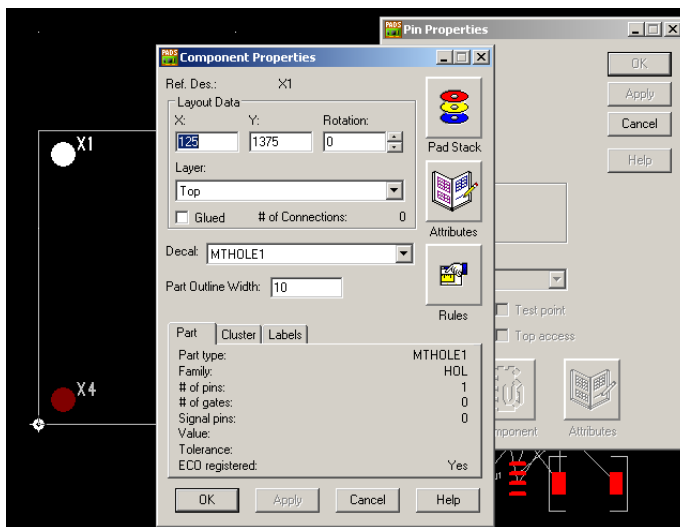 PADS Pin Properties
PADS Component Properties
Ref. Des.: X1
Layout Data
X: Y: Rotation:
125 1375 0
Layer:
Top
Glued # of Connections: 0
Decal: MTHOLE1
Part Outline Width: 10
Pad Stack
Attributes
Rules
Part Cluster Labels
Part type: MTHOLE1
Family: HOL
# of pins: 1
# of gates: 0
Signal pins: 0
Value:
Tolerance:
ECO registered: Yes
OK Apply Cancel Help
OK
Apply
Cancel
Help
Test point
Top access
mponent Attributes
X1
X4